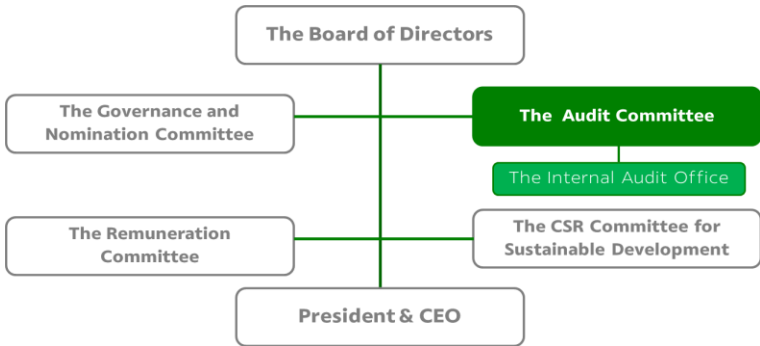 The Board of Directors
The Governance and
Nomination Committee
The Audit Committee
The Internal Audit Office
The Remuneration
Committee
The CSR Committee for
Sustainable Development
President & CEO